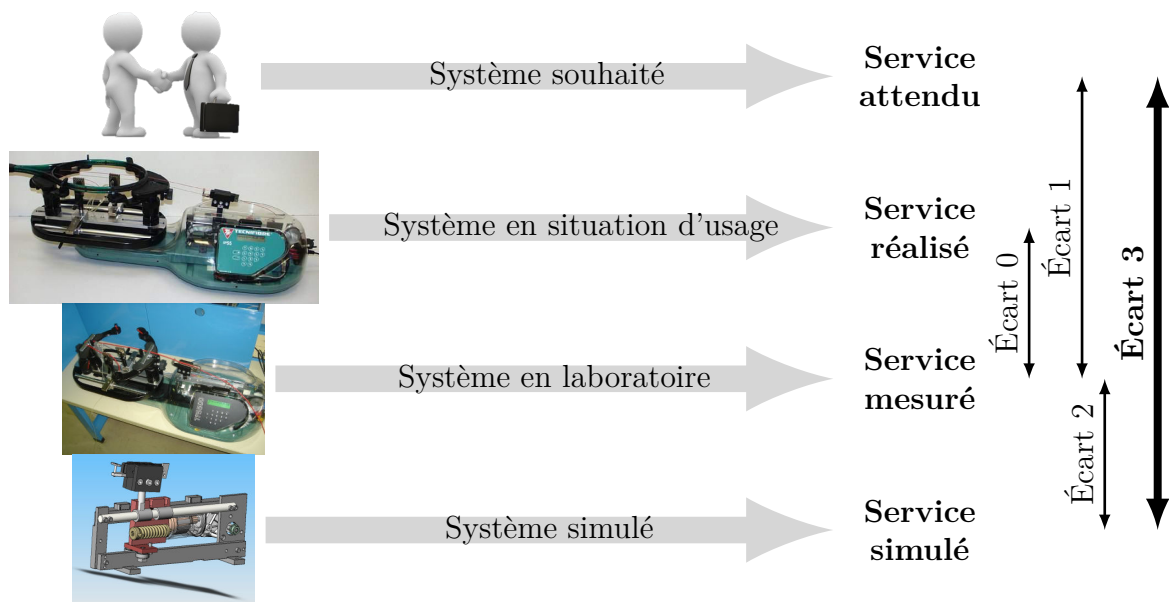 Système souhaité
Service
attendu
Système en situation d'usage
Service
réalisé
Système en laboratoire
Service
mesuré
Système simulé
Service
simulé
Écart 0
Écart 1
Écart 2
Écart 3
TECNIFIBRE